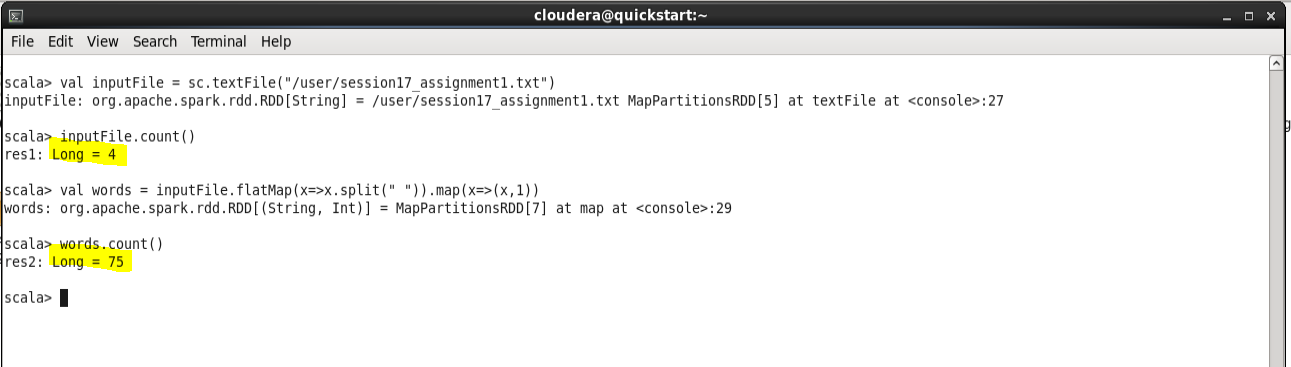 cloudera@quickstart:~
File Edit View Search Terminal Help
scala> val inputFile = sc.textFile("/user/session17_assignment1.txt")
inputFile: org.apache.spark.rdd.RDD[String] = /user/session17_assignment1.txt MapPartitionsRDD[5] at textFile at <console>:27
scala> inputFile.count()
res1: Long = 4
scala> val words = inputFile.flatMap(x=>x.split(" ")).map(x=>(x,1))
words: org.apache.spark.rdd.RDD[(String, Int)] = MapPartitionsRDD[7] at map at <console>:29
scala> words.count()
res2: Long = 75
scala>